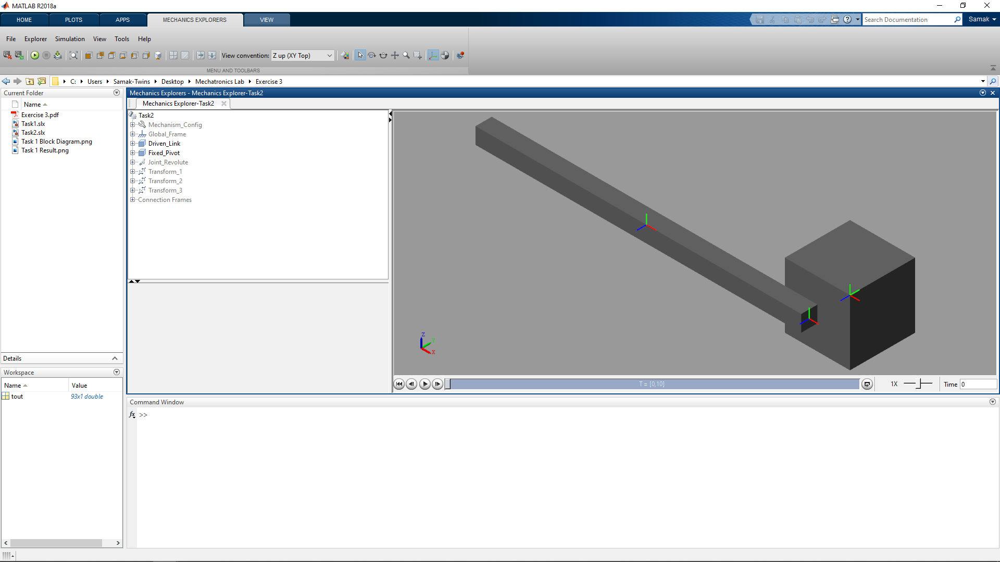 MATLAB R2018a
HOME PLOTS APPS MECHANICS EXPLORERS VIEW
Search Documentation
Samak
File Explorer Simulation View Tools Help
View convention: Z up (XY Top)
MENU AND TOOLBARS
C: Users Samak-Twins Desktop Mechatronics Lab Exercise 3
Current Folder
Name
Exercise 3.pdf
Task1.slx
Task2.slx
Task 1 Block Diagram.png
Task 1 Result.png
Details
Workspace
Name Value
tout 93x1 double
Mechanics Explorers - Mechanics Explorer-Task2
Mechanics Explorer-Task2
Task2
Mechanism_Config
Global_Frame
Driven_Link
Fixed_Pivot
Joint_Revolute
Transform_1
Transform_2
Transform_3
Connection Frames
Z
Y
X
T = [0,10]
1X
Time 0
Command Window
fx >>